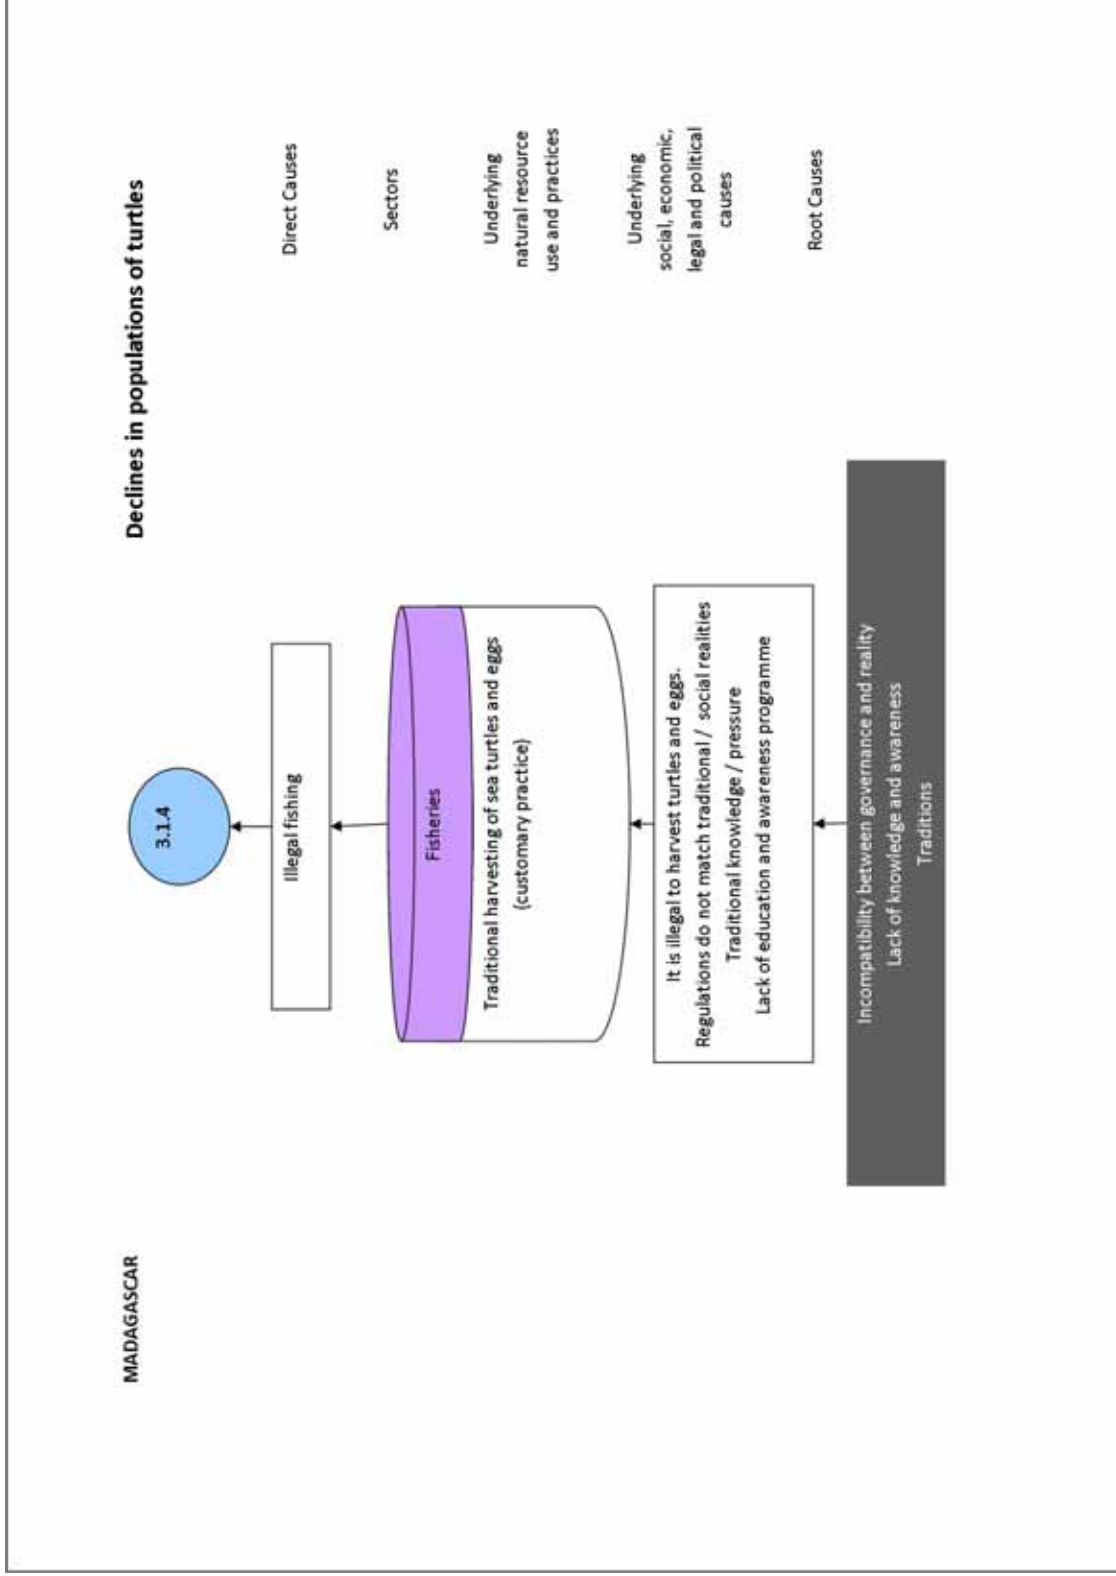 MADAGASCAR
Declines in populations of turtles
3.1.4
Illegal fishing
Direct Causes
Fisheries
Sectors
Traditional harvesting of sea turtles and eggs
(customary practice)
Underlying
natural resource
use and practices
It is illegal to harvest turtles and eggs.
Regulations do not match traditional / social realities
Traditional knowledge / pressure
Lack of education and awareness programme
Underlying
social, economic,
legal and political
causes
Incompatibility between governance and reality
Lack of knowledge and awareness
Traditions
Root Causes